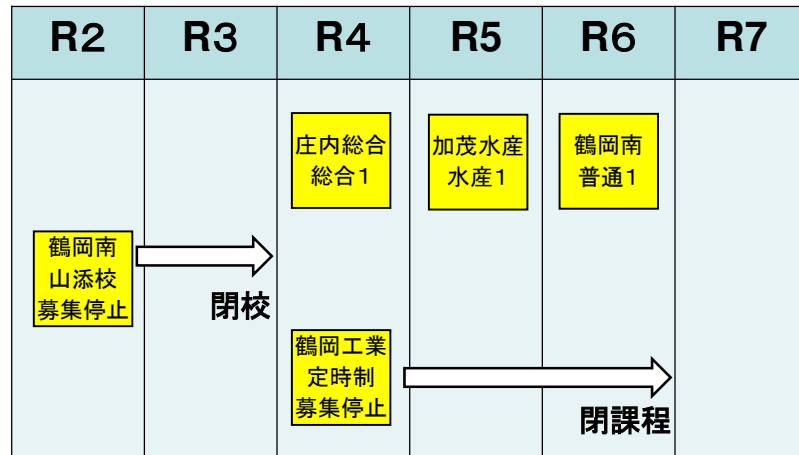 R2 R3 R4 R5 R6 R7
庄内総合
総合1
加茂水産
水産1
鶴岡南
普通1
鶴岡南
山添校
募集停止
閉校
鶴岡工業
定時制
募集停止
閉課程